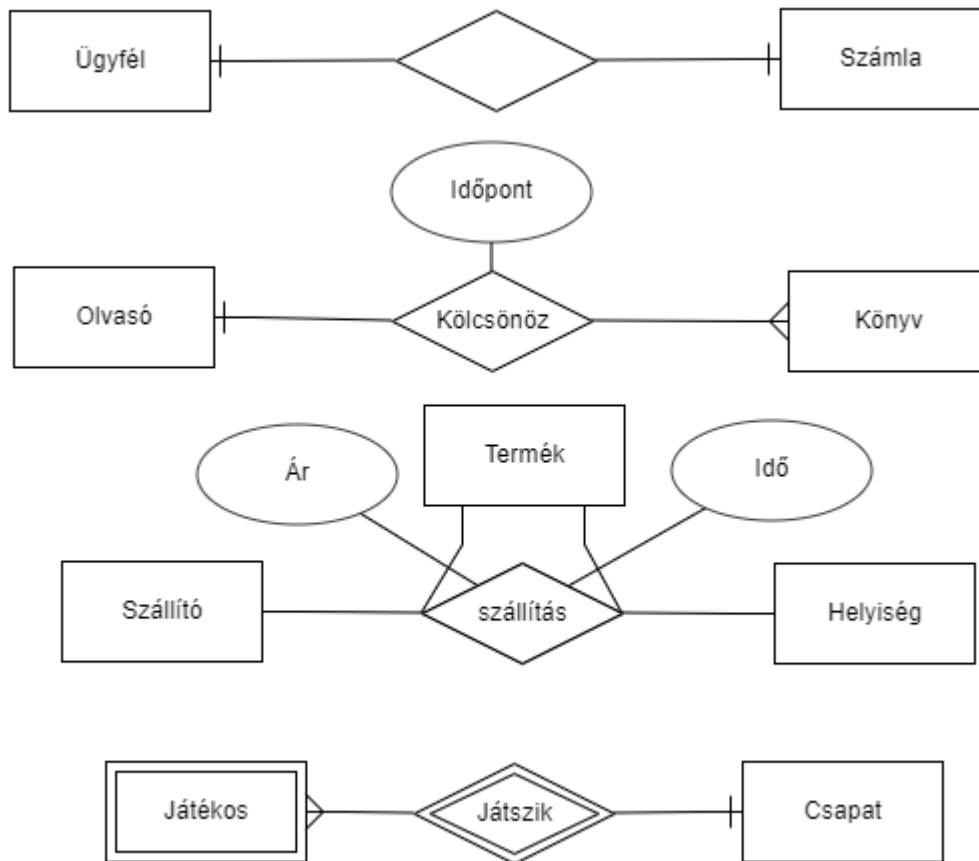 Ügyfél
Számla
Időpont
Olvasó
Kölcsönöz
Könyv
Termék
Ár
Idő
Szállító
szállítás
Helyiség
Játékos
Játszik
Csapat